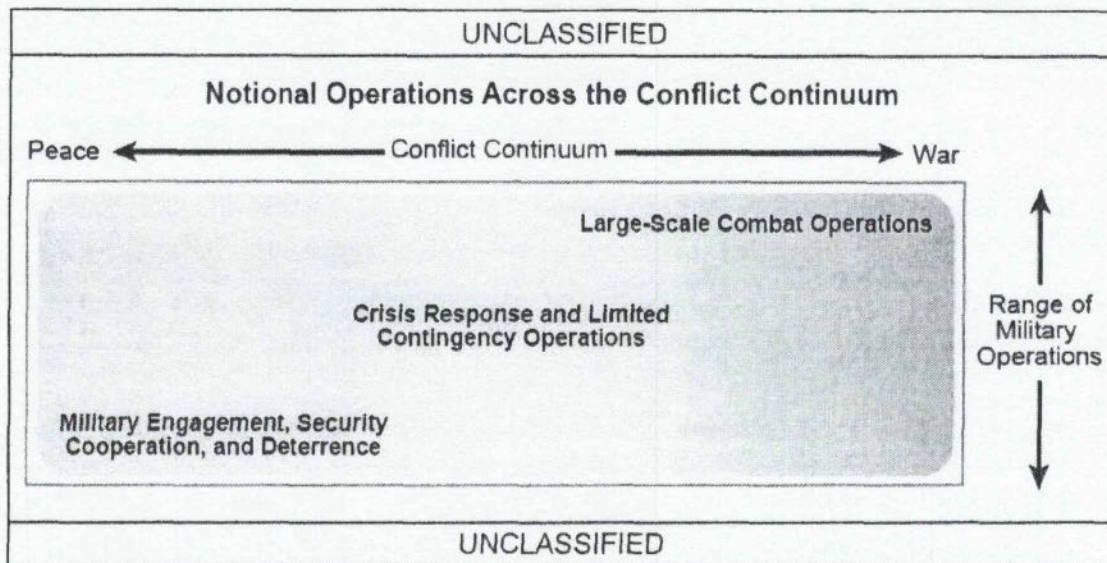 UNCLASSIFIED
Notional Operations Across the Conflict Continuum
Peace Conflict Continuum War
Large-Scale Combat Operations
Crisis Response and Limited
Contingency Operations
Range of
Military
Operations
Military Engagement, Security
Cooperation, and Deterrence
UNCLASSIFIED